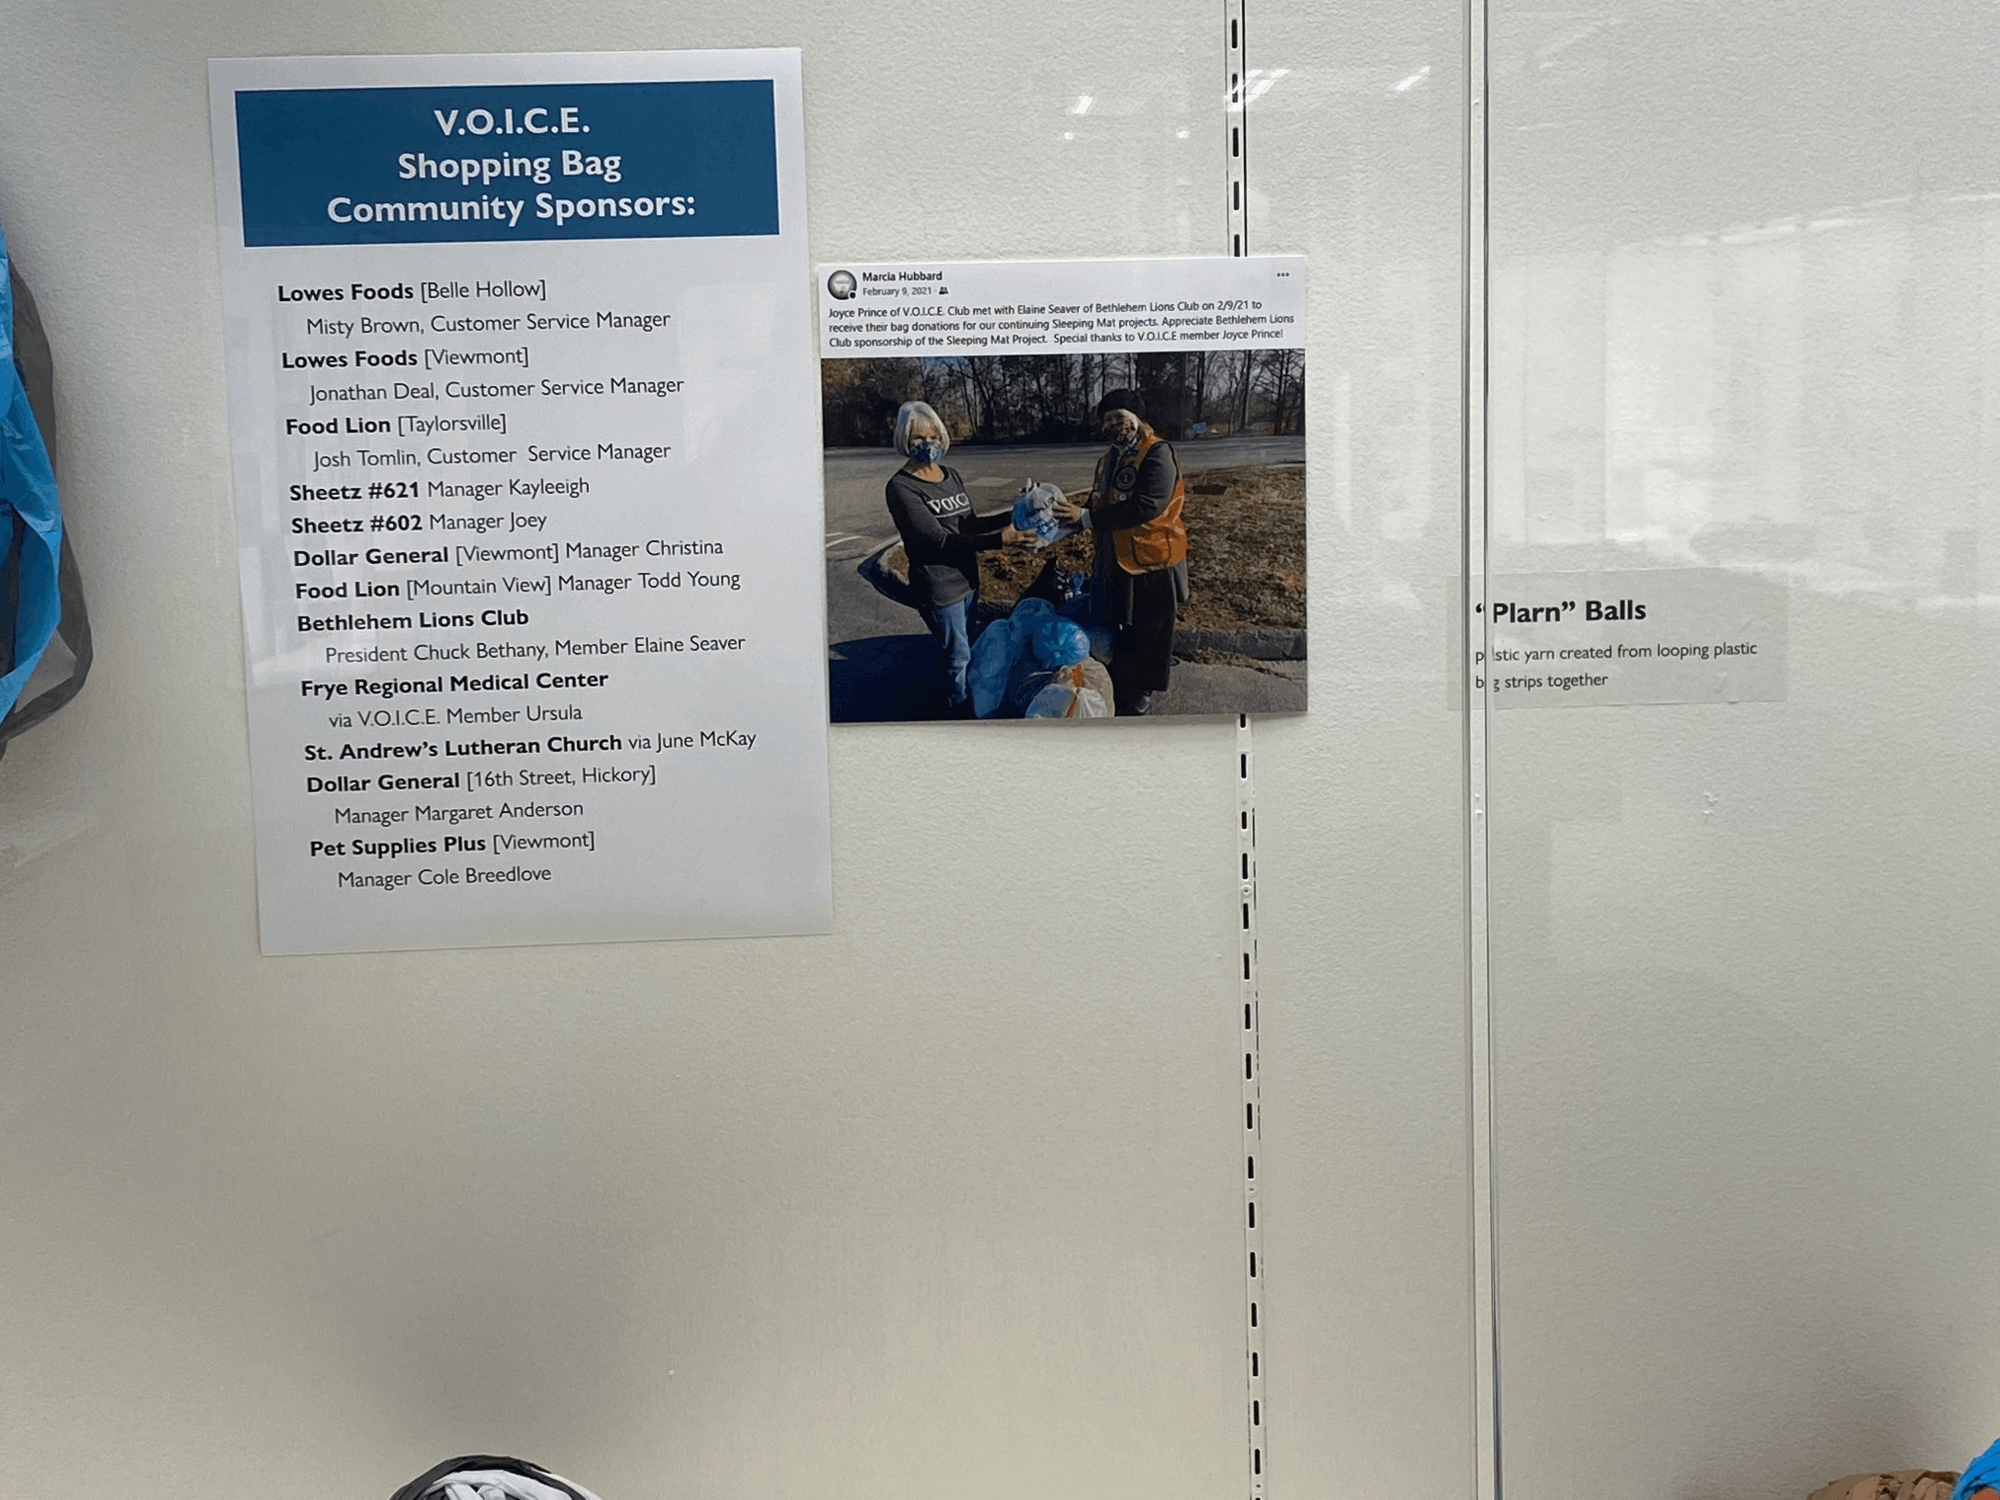 V.O.I.C.E.
Shopping Bag
Community Sponsors:
Lowes Foods [Belle Hollow]
Misty Brown, Customer Service Manager
Lowes Foods [Viewmont]
Jonathan Deal, Customer Service Manager
Food Lion [Taylorsville]
Josh Tomlin, Customer Service Manager
Sheetz #621 Manager Kayleeigh
Sheetz #602 Manager Joey
Dollar General [Viewmont] Manager Christina
Food Lion [Mountain View] Manager Todd Young
Bethlehem Lions Club
President Chuck Bethany, Member Elaine Seaver
Frye Regional Medical Center
via V.O.I.C.E. Member Ursula
St. Andrew's Lutheran Church via June McKay
Dollar General [16th Street, Hickory]
Manager Margaret Anderson
Pet Supplies Plus [Viewmont]
Manager Cole Breedlove
Marcia Hubbard
February 9, 2021
Joyce Prince of V.O.I.C.E. Club met with Elaine Seaver of Bethlehem Lions Club on 2/9/21 to
receive their bag donations for our continuing Sleeping Mat projects. Appreciate Bethlehem Lions
Club sponsorship of the Sleeping Mat Project. Special thanks to V.O.I.C.E member Joyce Prince!
VOIC
“Plarn” Balls
plastic yarn created from looping plastic
bag strips together